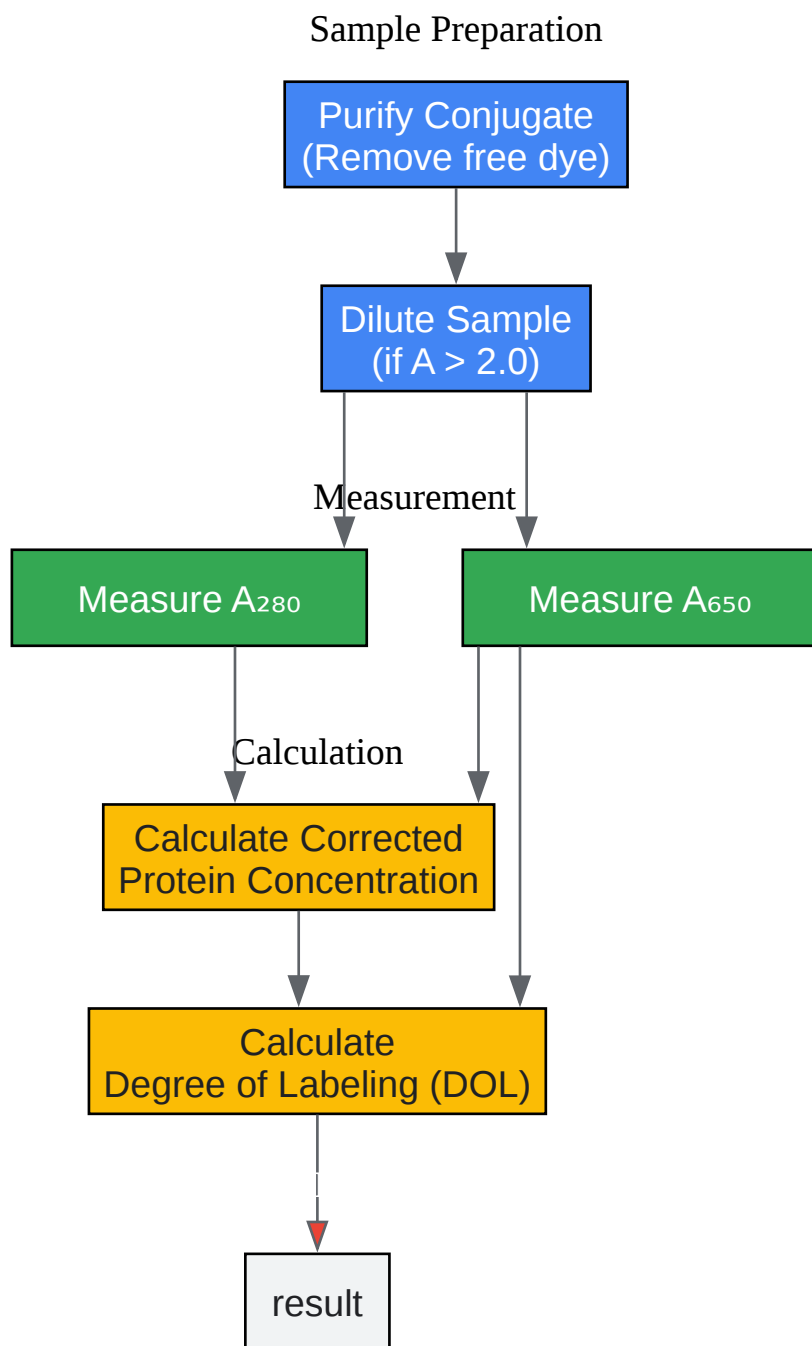 Sample Preparation
Purify Conjugate
(Remove free dye)
Dilute Sample
(if A > 2.0)
Measurement
Measure A₂₈₀
Measure A₆₅₀
Calculation
Calculate Corrected
Protein Concentration
Calculate
Degree of Labeling (DOL)
result